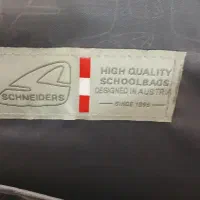 SCHNEIDERS
HIGH QUALITY
SCHOOLBAGS
DESIGNED IN AUSTRIA